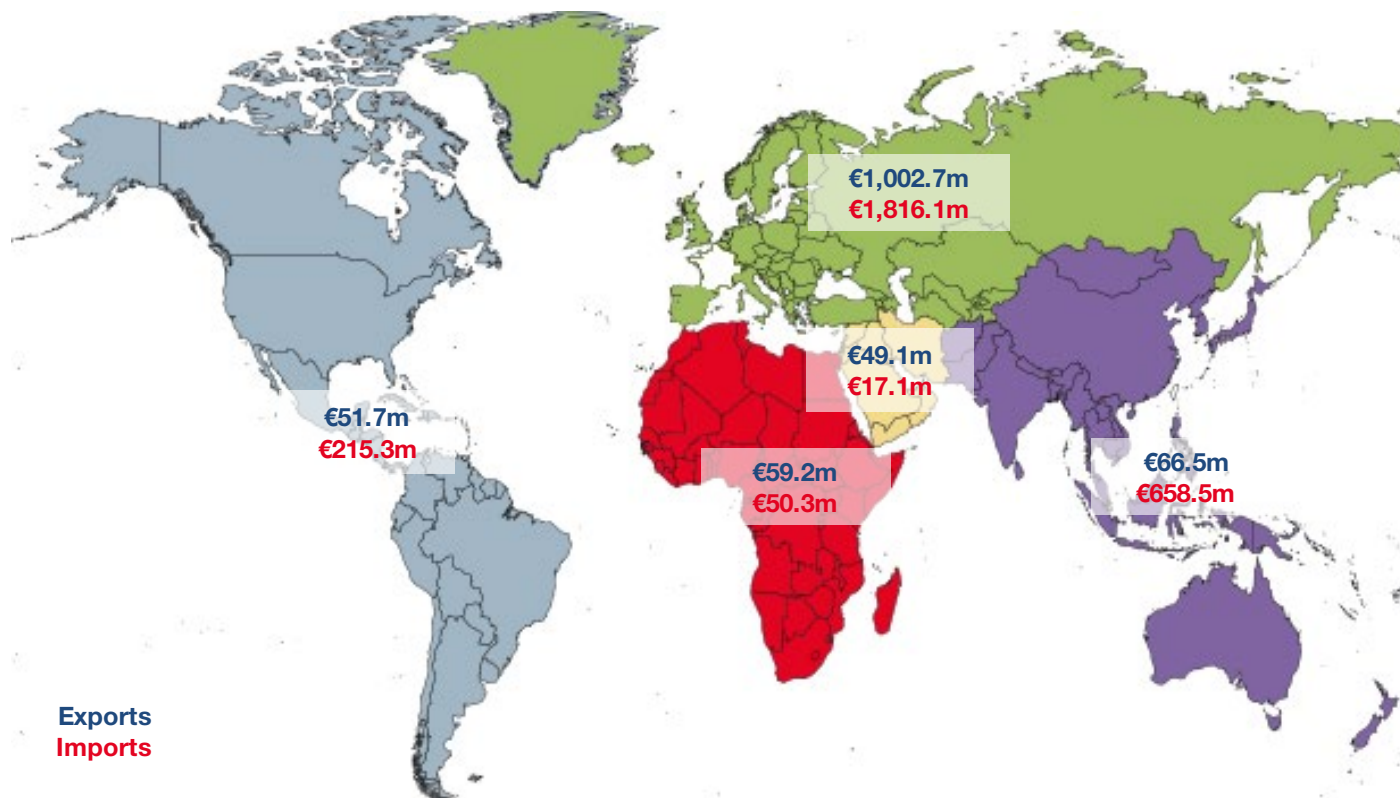 €1,002.7m
€1,816.1m
€49.1m
€17.1m
€51.7m
€215.3m
€59.2m
€50.3m
€66.5m
€658.5m
Exports
Imports